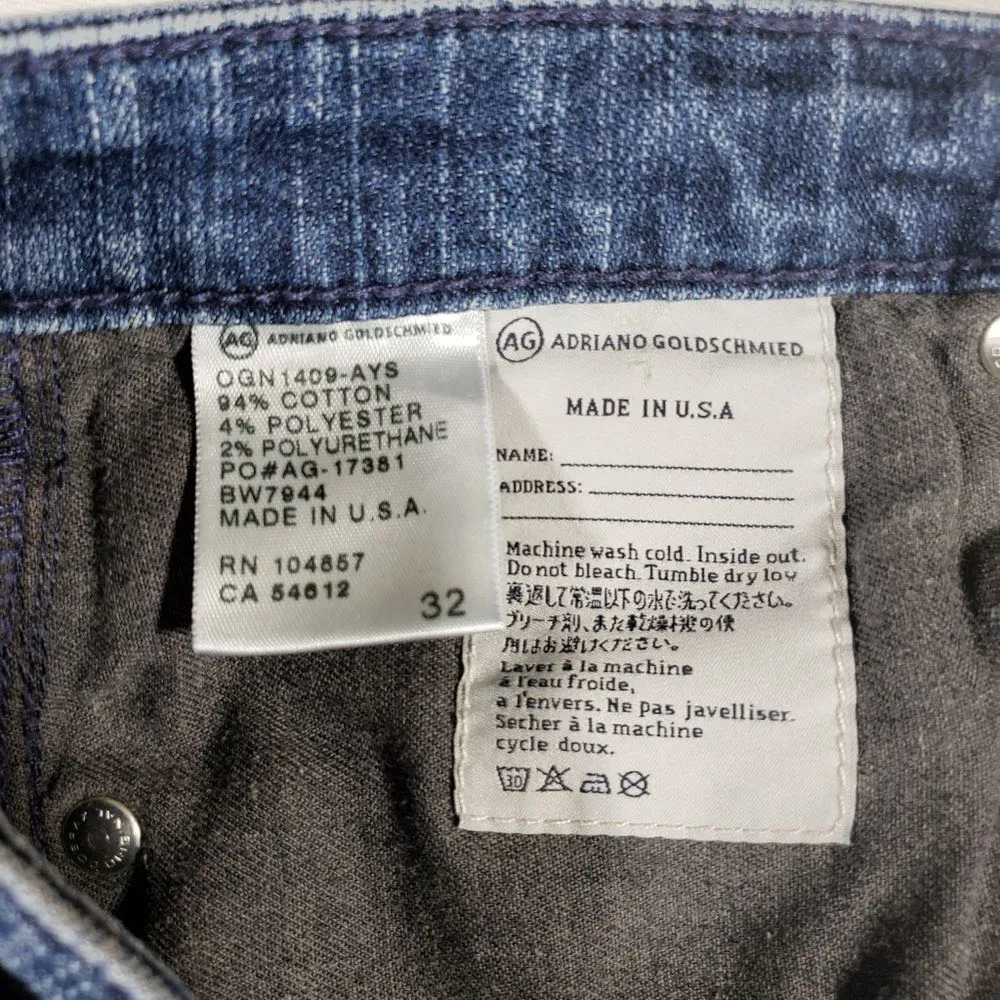 AG ADRIANO GOLDSCHMIED
OGN1409-AYS
94% COTTON
4% POLYESTER
2% POLYURETHANE
PO#AG-17381
BW7944
MADE IN U.S.A.
RN 104857
CA 54612
32
AG ADRIANO GOLDSCHMIED
MADE IN U.S.A
NAME:
ADDRESS:
Machine wash cold. Inside out.
Do not bleach. Tumble dry low
裏返して常温以下の水で洗ってください。
ブリーチ剤、また乾燥機の使
用はお避けください。
Laver à la machine
à l'eau froide,
a l'envers. Ne pas javelliser.
Secher à la machine
cycle doux.
30